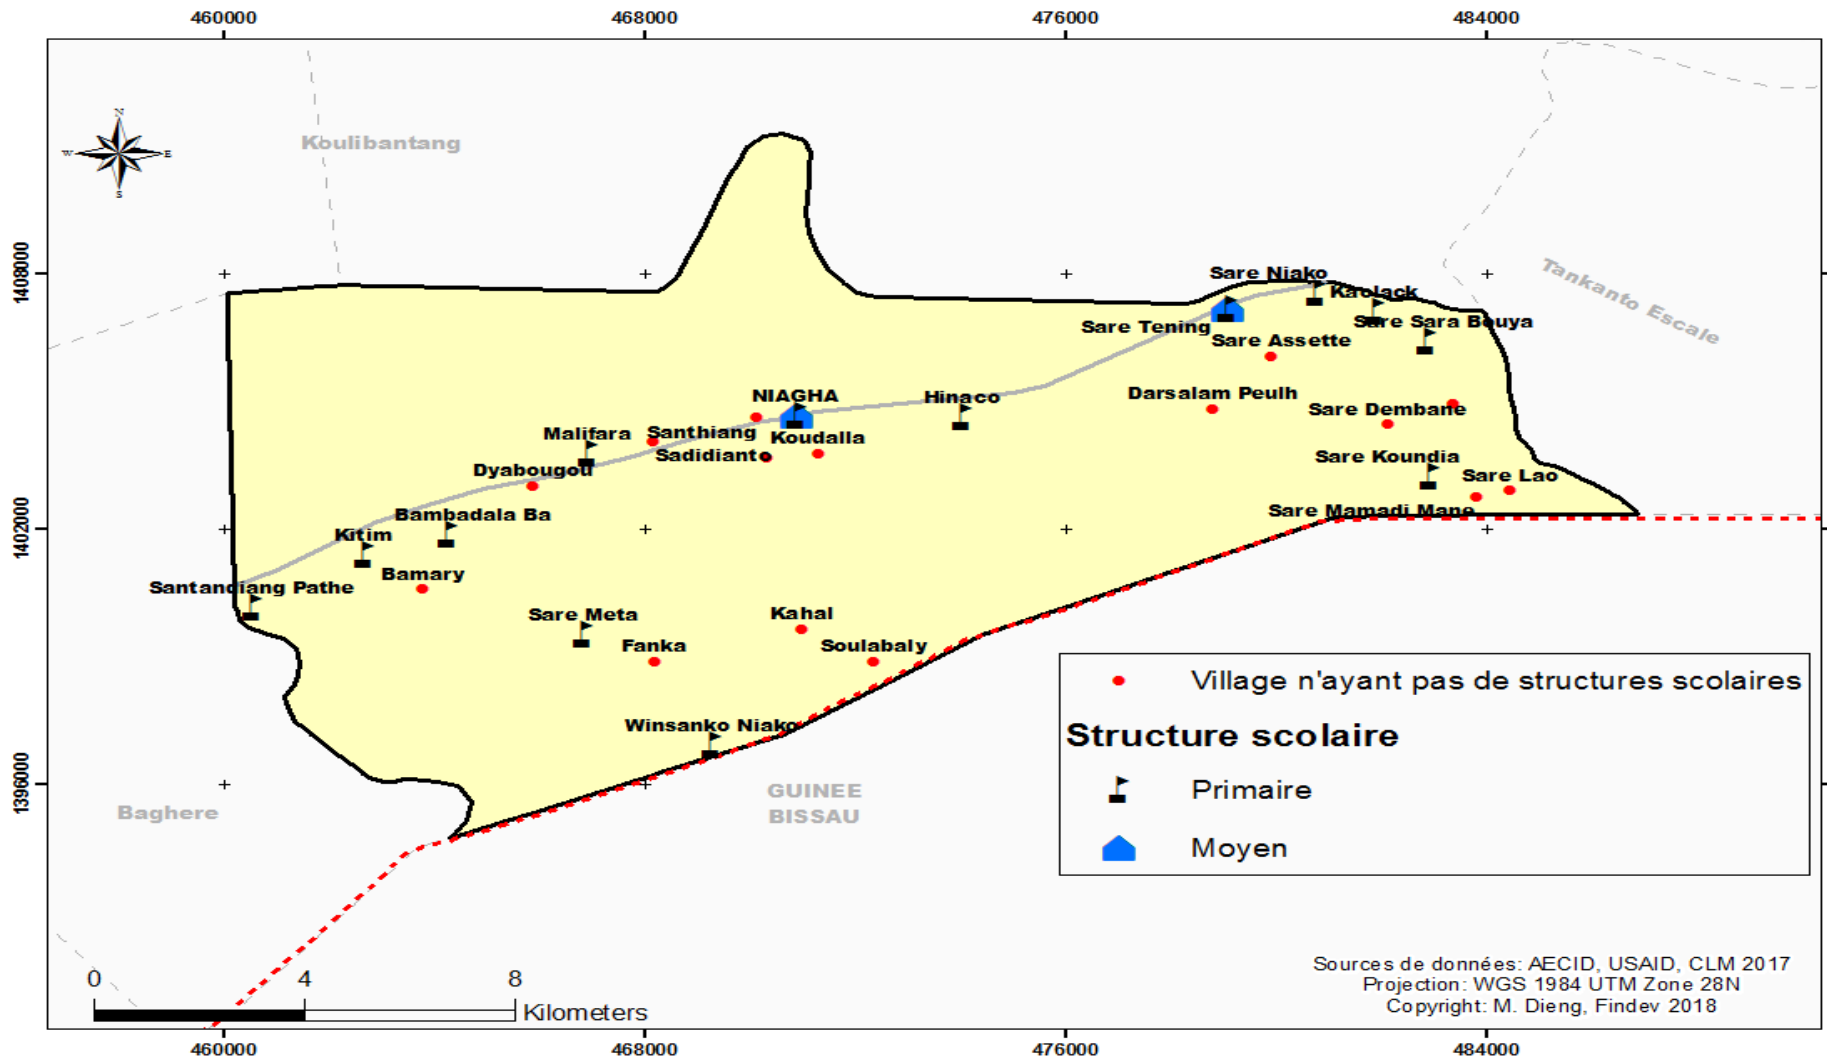 460000
468000
476000
484000
N
W
E
S
Koulibantang
1408000
1408000
Tankanto Escale
Sare Niako
Kaolack
Sare Tening
Sare Sara Bouya
Sare Assette
NIAGHA
Hinaco
Darsalam Peulh
Sare Dembane
Malifara
Santhiang
Koudalla
Sadidianto
Dyabougou
Sare Koundia
Sare Lao
Bambadala Ba
Sare Mamadi Mane
1402000
1402000
Kitim
Bamary
Santandiang Pathe
Sare Meta
Kahal
Fanka
Soulabaly
Winsanko Niako
1396000
1396000
Baghere
GUINEE
BISSAU
Village n'ayant pas de structures scolaires
Structure scolaire
Primaire
Moyen
0
4
8
Kilometers
Sources de données: AECID, USAID, CLM 2017
Projection: WGS 1984 UTM Zone 28N
Copyright: M. Dieng, Findev 2018
460000
468000
476000
484000